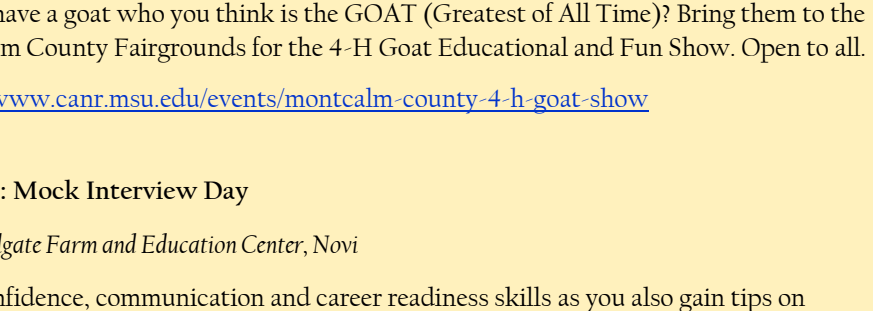 have a goat who you think is the GOAT (Greatest of All Time)? Bring them to the
m County Fairgrounds for the 4-H Goat Educational and Fun Show. Open to all.
www.canr.msu.edu/events/montcalm-county-4-h-goat-show
: Mock Interview Day
lgate Farm and Education Center, Novi
nfidence, communication and career readiness skills as you also gain tips on